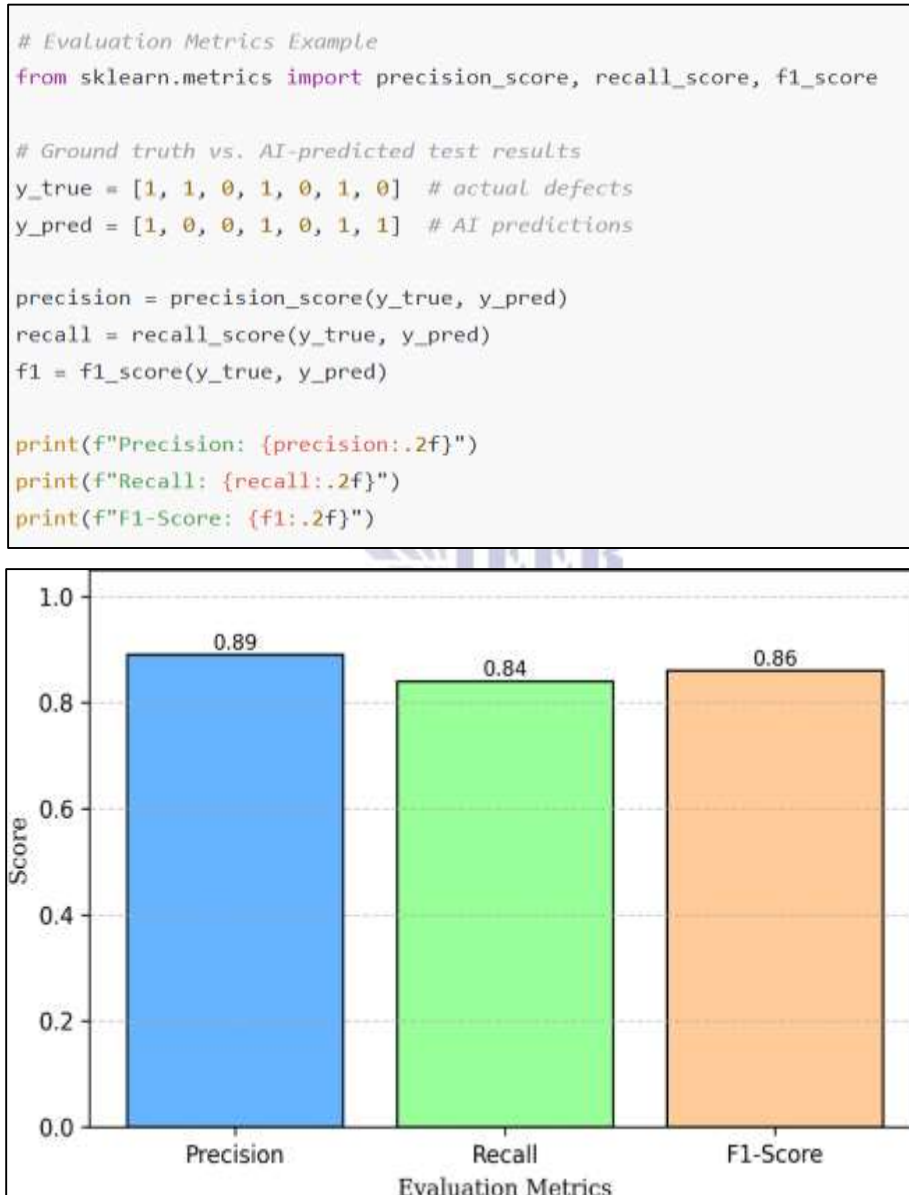 # Evaluation Metrics Example
from sklearn.metrics import precision_score, recall_score, f1_score
# Ground truth vs. AI-predicted test results
y_true = [1, 1, 0, 1, 0, 1, 0]  # actual defects
y_pred = [1, 0, 0, 1, 0, 1, 1]  # AI predictions
precision = precision_score(y_true, y_pred)
recall = recall_score(y_true, y_pred)
f1 = f1_score(y_true, y_pred)
print(f"Precision: {precision:.2f}")
print(f"Recall: {recall:.2f}")
print(f"F1-Score: {f1:.2f}")
1.0
0.89
0.84
0.86
0.8
0.6
Score
0.4
0.2
0.0
Precision Recall F1-Score
Evaluation Metrics